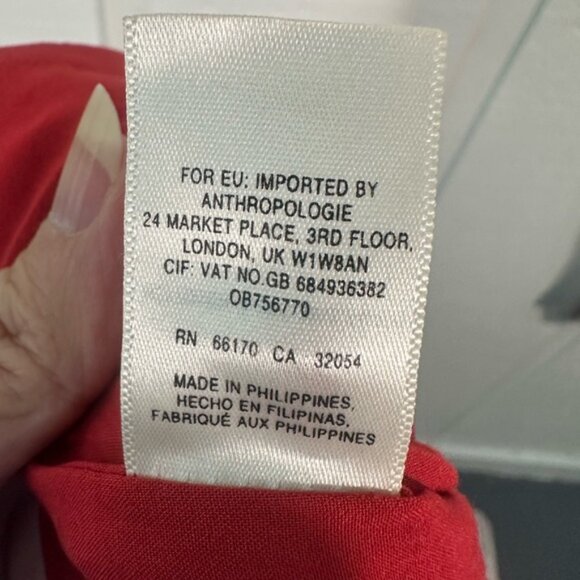 FOR EU: IMPORTED BY
ANTHROPOLOGIE
24 MARKET PLACE, 3RD FLOOR,
LONDON, UK W1W8AN
CIF: VAT NO.GB 684936382
OB756770
RN 66170 CA 32054
MADE IN PHILIPPINES,
HECHO EN FILIPINAS,
FABRIQUÉ AUX PHILIPPINES